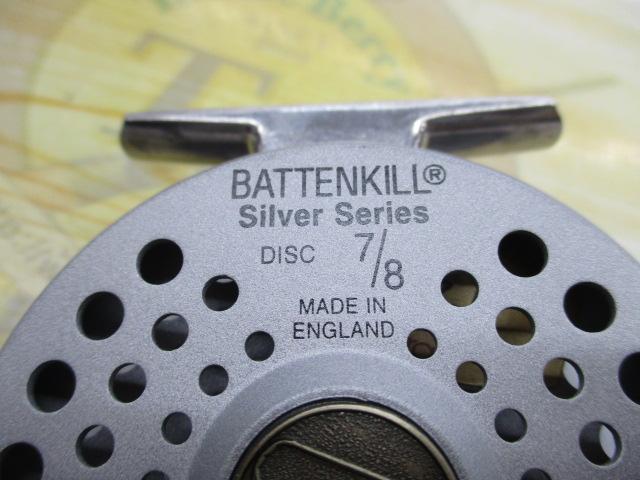 BATTENKILL®
Silver Series
DISC 7/8
MADE IN
ENGLAND